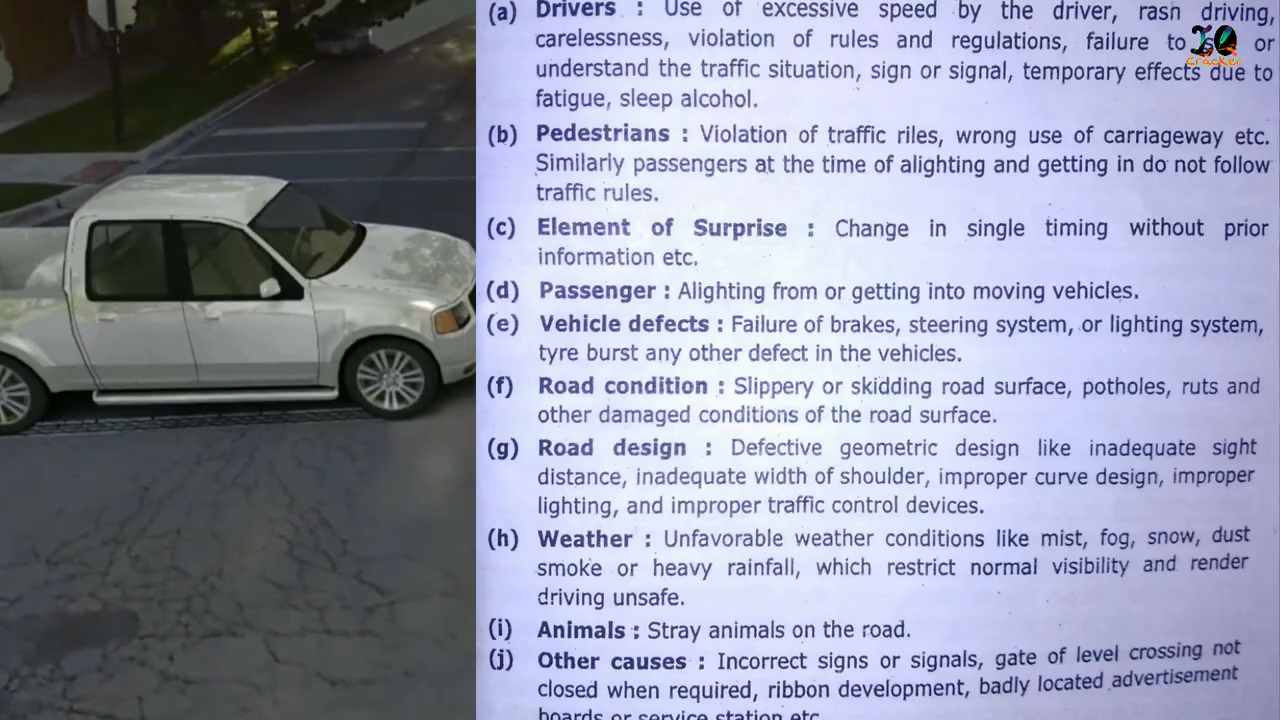 (a) Drivers : Use of excessive speed by the driver, rash driving,
carelessness, violation of rules and regulations, failure to see or
understand the traffic situation, sign or signal, temporary effects due to
fatigue, sleep alcohol.
(b) Pedestrians : Violation of traffic riles, wrong use of carriageway etc.
Similarly passengers at the time of alighting and getting in do not follow
traffic rules.
(c) Element of Surprise : Change in single timing without prior
information etc.
(d) Passenger : Alighting from or getting into moving vehicles.
(e) Vehicle defects : Failure of brakes, steering system, or lighting system,
tyre burst any other defect in the vehicles.
(f) Road condition : Slippery or skidding road surface, potholes, ruts and
other damaged conditions of the road surface.
(g) Road design : Defective geometric design like inadequate sight
distance, inadequate width of shoulder, improper curve design, improper
lighting, and improper traffic control devices.
(h) Weather : Unfavorable weather conditions like mist, fog, snow, dust
smoke or heavy rainfall, which restrict normal visibility and render
driving unsafe.
(i) Animals : Stray animals on the road.
(j) Other causes : Incorrect signs or signals, gate of level crossing not
closed when required, ribbon development, badly located advertisement
boards or service station etc.
IQ
cracker